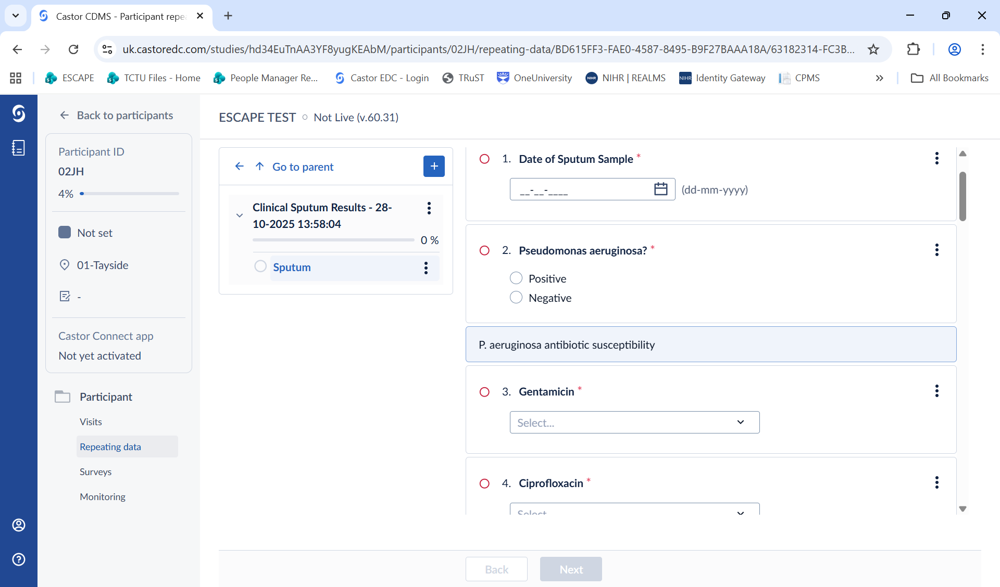 Castor CDMS - Participant repe
uk.castoredc.com/studies/hd34EuTnAA3YF8yugKEAbM/participants/02JH/repeating-data/BD615FF3-FAE0-4587-8495-B9F27BAAA18A/63182314-FC3B...
ESCAPE
TCTU Files - Home
People Manager Re...
Castor EDC - Login
TRuST
OneUniversity
NIHR | REALMS
Identity Gateway
CPMS
All Bookmarks
Back to participants
Participant ID
02JH
4%
Not set
01-Tayside
-
Castor Connect app
Not yet activated
Participant
Visits
Repeating data
Surveys
Monitoring
ESCAPE TEST
Not Live (v.60.31)
Go to parent
Clinical Sputum Results - 28-
10-2025 13:58:04
0 %
Sputum
1. Date of Sputum Sample *
__-__-____ (dd-mm-yyyy)
2. Pseudomonas aeruginosa? *
Positive
Negative
P. aeruginosa antibiotic susceptibility
3. Gentamicin *
Select...
4. Ciprofloxacin *
Select
Back
Next